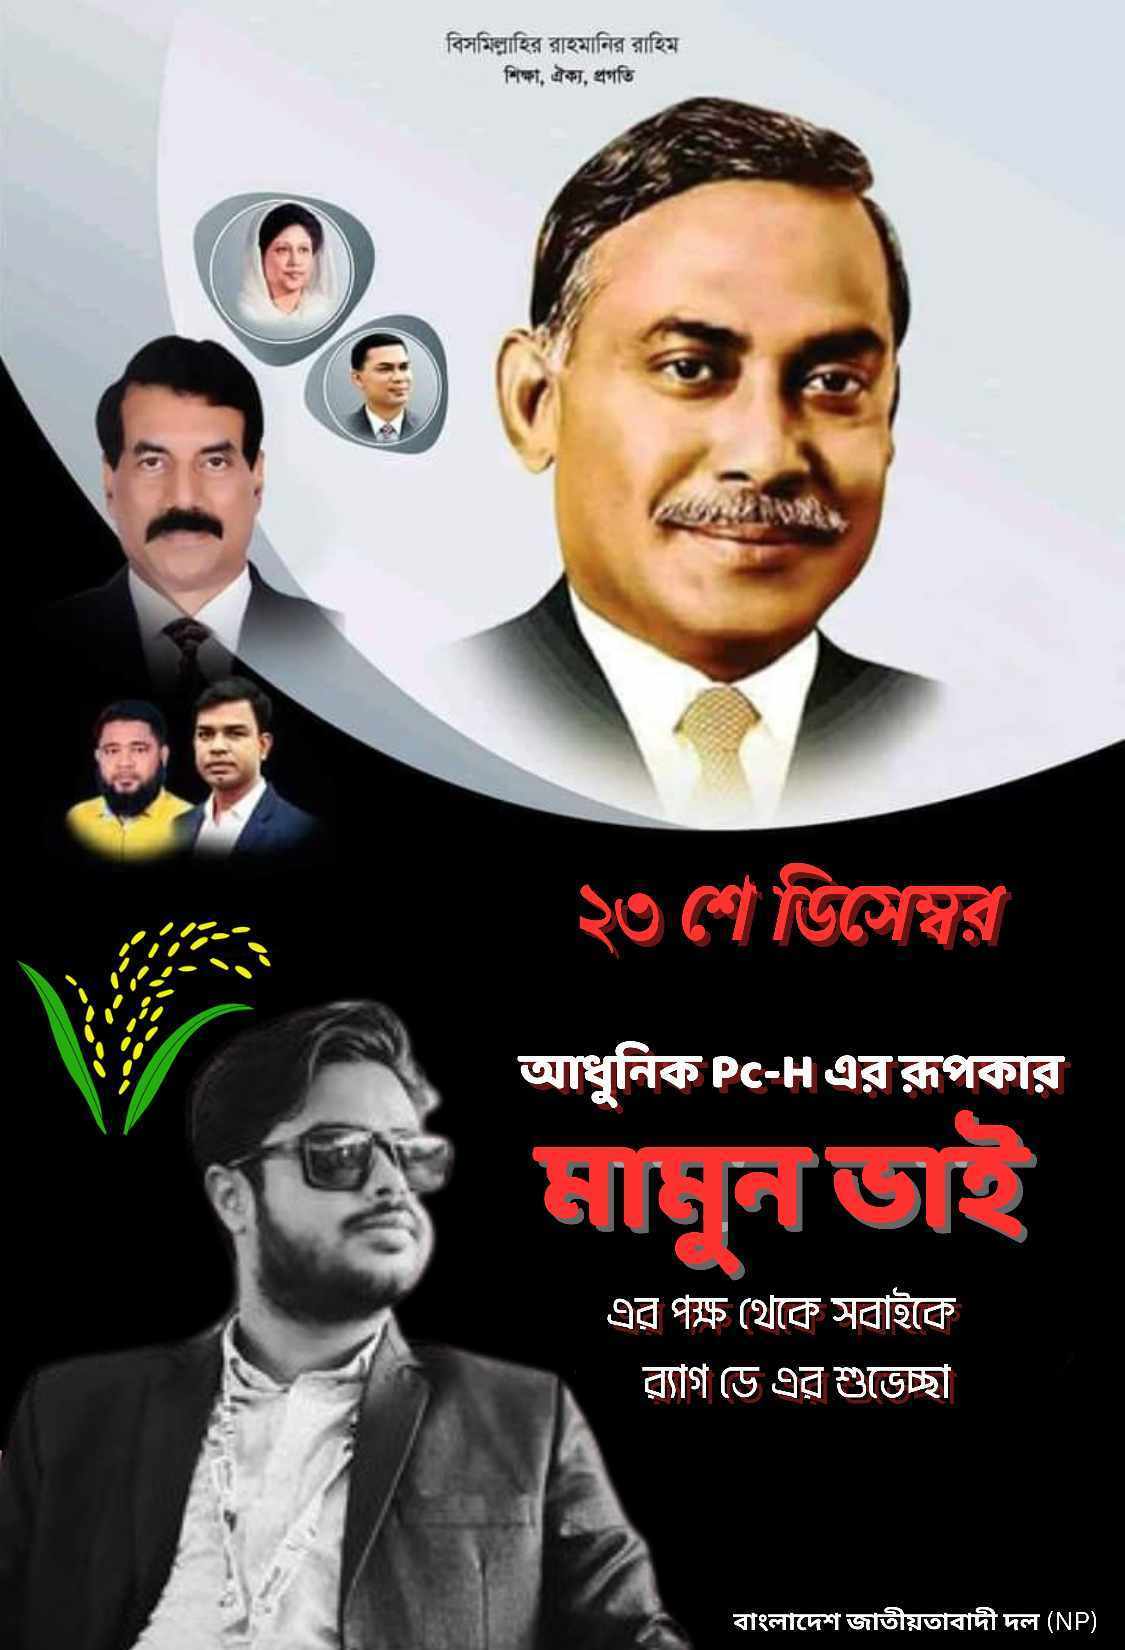 বিসমিল্লাহির রাহমানির রাহিম
শিক্ষা, ঐক্য, প্রগতি
২৩ শে ডিসেম্বর
আধুনিক Pc-H এর রূপকার
মামুন ভাই
এর পক্ষ থেকে সবাইকে
র‍্যাগ ডে এর শুভেচ্ছা
বাংলাদেশ জাতীয়তাবাদী দল (NP)